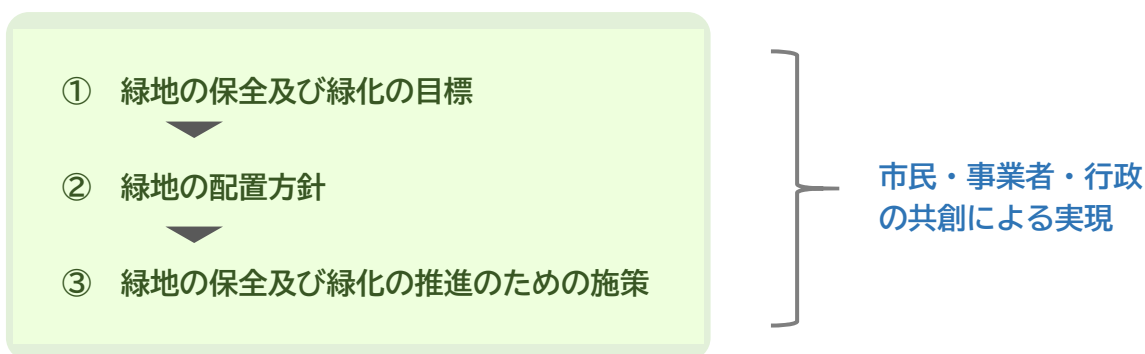 ① 緑地の保全及び緑化の目標
② 緑地の配置方針
③ 緑地の保全及び緑化の推進のための施策
市民・事業者・行政
の共創による実現